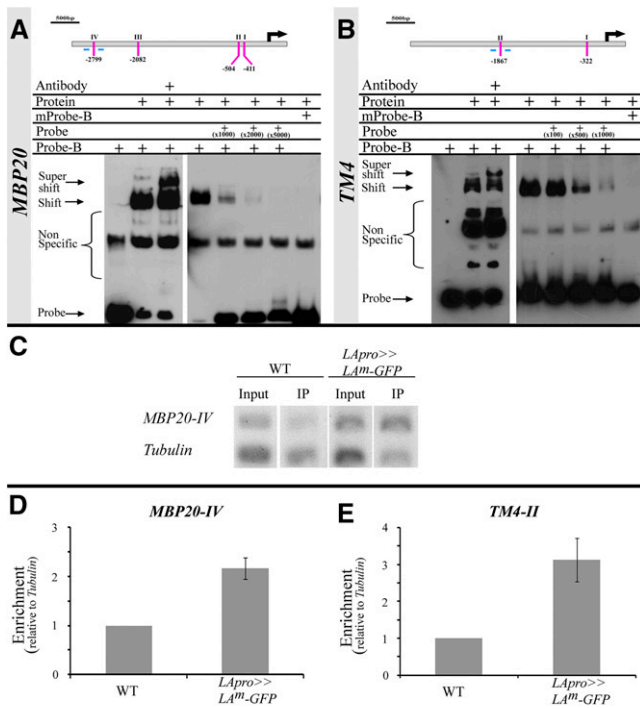 A
500bp
IV
III
II I
-2799
-2082
-504
-411
MBP20
Antibody
+
Protein
+ + + + + + +
mProbe-B
+
Probe
+ + +
(x1000) (x2000) (x5000)
Probe-B
+ + + + + + +
Super
shift
Shift
Non
Specific
Probe
B
500bp
II
I
-1867
-322
TM4
Antibody
+
Protein
+ + + + + + +
mProbe-B
+
Probe
+ + +
(x100) (x500) (x1000)
Probe-B
+ + + + + + +
Super
shift
Shift
Non
Specific
Probe
C
WT
LApro>>
LAm-GFP
Input IP Input IP
MBP20-IV
Tubulin
D
MBP20-IV
Enrichment
(relative to Tubulin)
3
2
1
0
WT
LApro>>
LAm-GFP
E
TM4-II
Enrichment
(relative to Tubulin)
4
3
2
1
0
WT
LApro>>
LAm-GFP